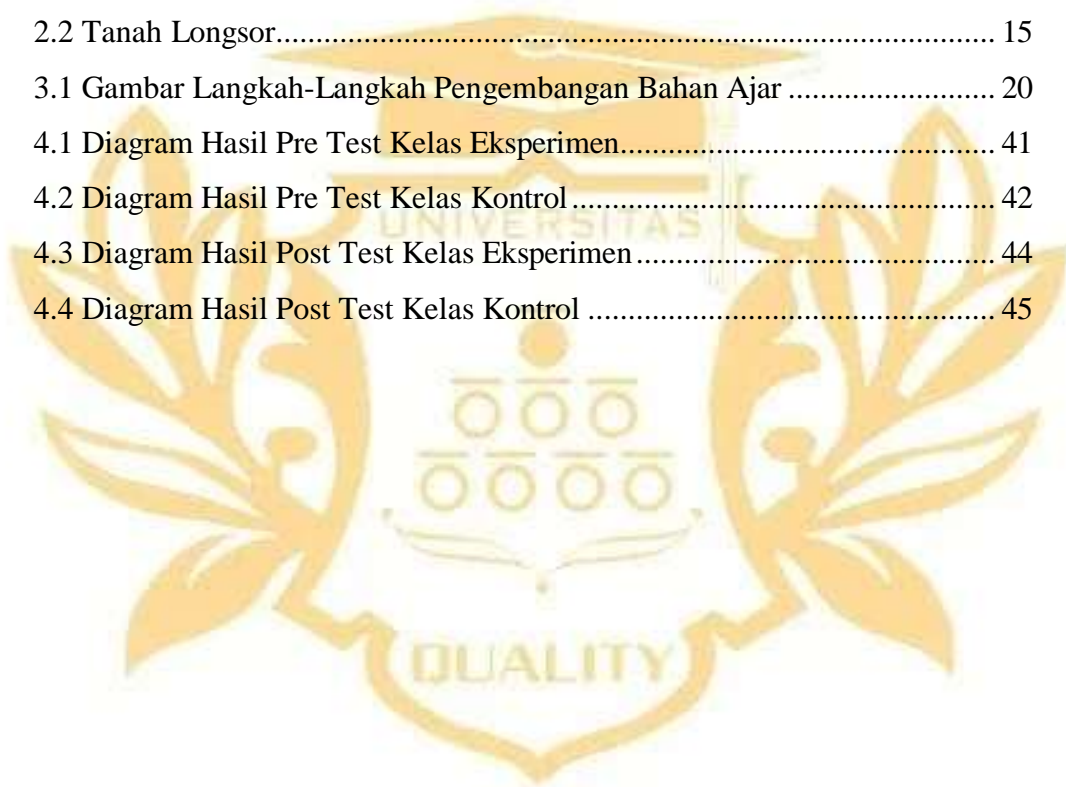 2.2 Tanah Longsor.......................................................................................... 15
3.1 Gambar Langkah-Langkah Pengembangan Bahan Ajar .......................... 20
4.1 Diagram Hasil Pre Test Kelas Eksperimen............................................... 41
4.2 Diagram Hasil Pre Test Kelas Kontrol ..................................................... 42
UNIVERSITAS
4.3 Diagram Hasil Post Test Kelas Eksperimen ............................................. 44
4.4 Diagram Hasil Post Test Kelas Kontrol ................................................... 45
QUALITY